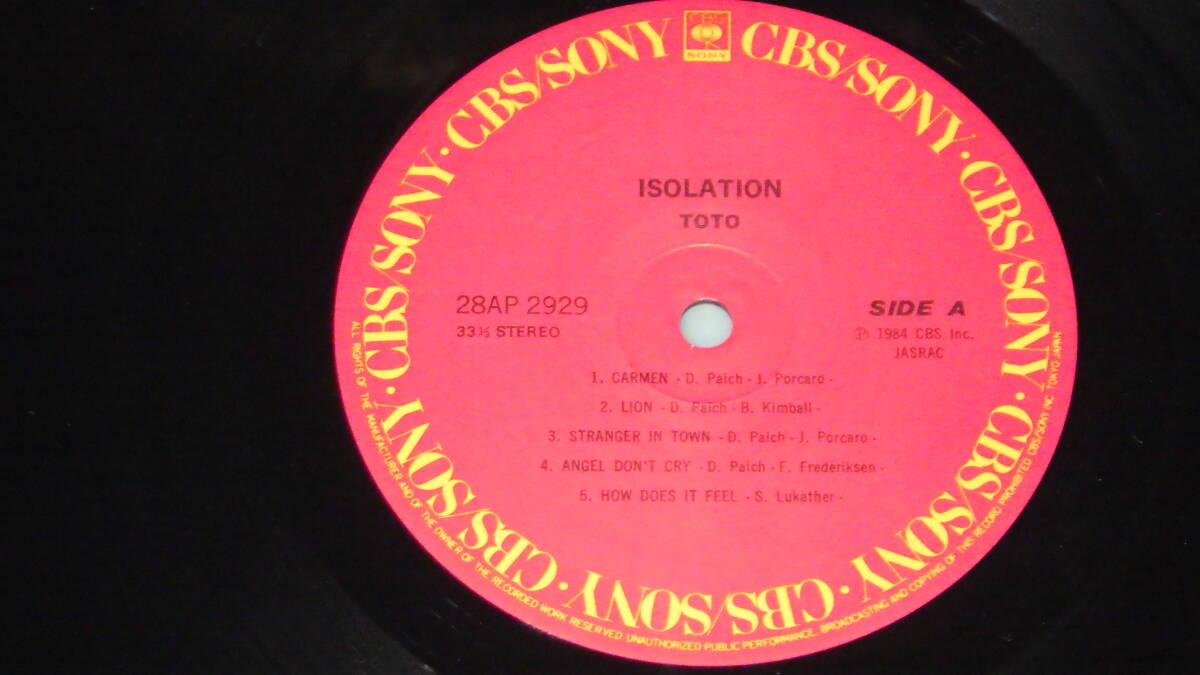 CBS
SONY
CBS/SONY · CBS/SONY · CBS/SONY · CBS/SONY · CBS/SONY · CBS/SONY · CBS/SONY · CBS/SONY
ISOLATION
TOTO
28AP 2929
33⅓ STEREO
SIDE A
Ⓟ 1984 CBS Inc.
JASRAC
1. CARMEN - D. Paich - J. Porcaro -
2. LION - D. Paich - B. Kimball -
3. STRANGER IN TOWN - D. Paich - J. Porcaro -
4. ANGEL DON'T CRY - D. Paich - F. Frederiksen -
5. HOW DOES IT FEEL - S. Lukather -
ALL RIGHTS OF THE MANUFACTURER AND OF THE OWNER OF THE RECORDED WORK RESERVED UNAUTHORIZED PUBLIC PERFORMANCE, BROADCASTING AND COPYING OF THIS RECORD PROHIBITED CBS/SONY INC. TOKYO JAPAN